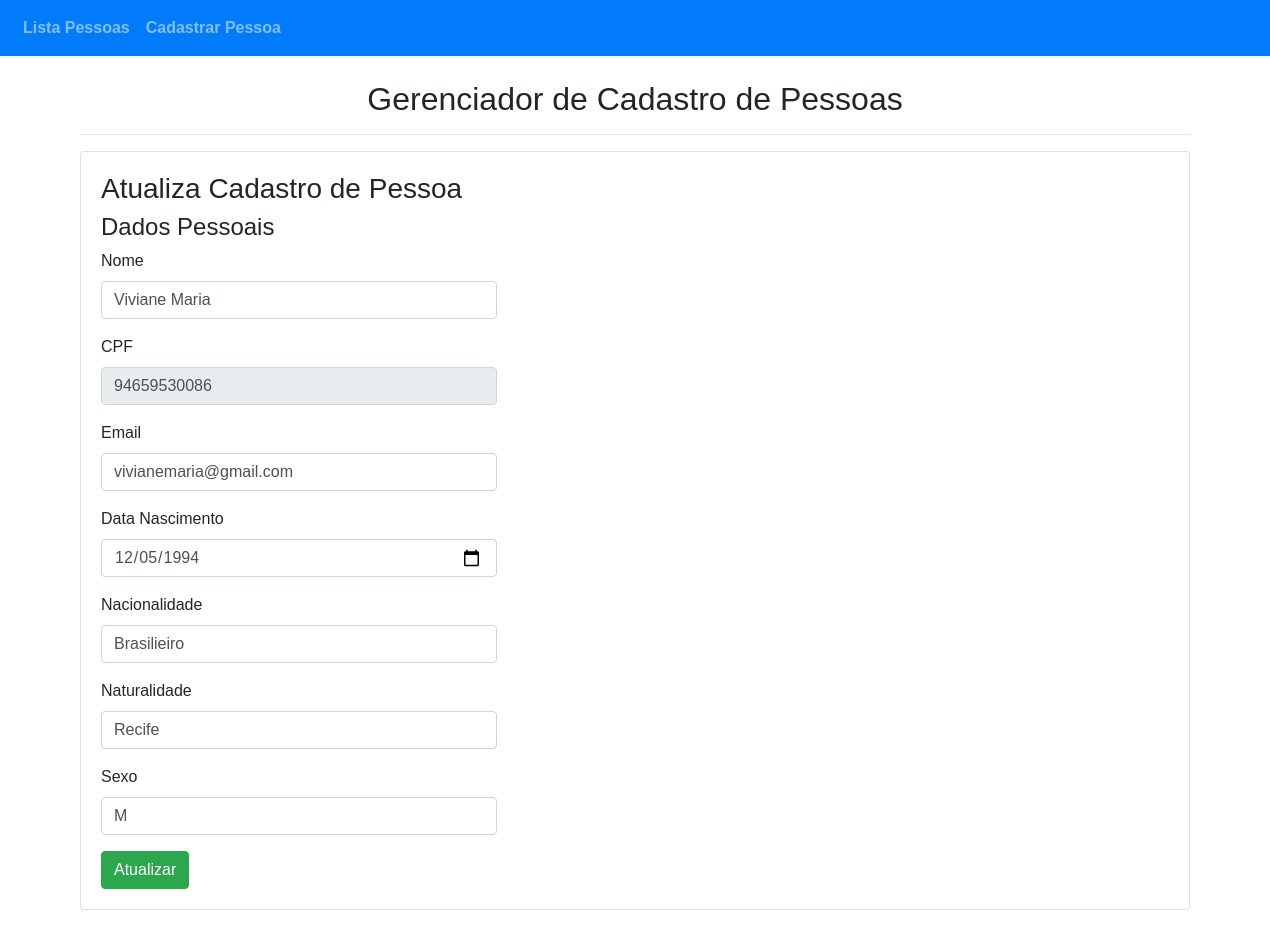 Lista Pessoas Cadastrar Pessoa
Gerenciador de Cadastro de Pessoas
Atualiza Cadastro de Pessoa
Dados Pessoais
Nome
Viviane Maria
CPF
94659530086
Email
vivianemaria@gmail.com
Data Nascimento
12/05/1994
Nacionalidade
Brasilieiro
Naturalidade
Recife
Sexo
M
Atualizar